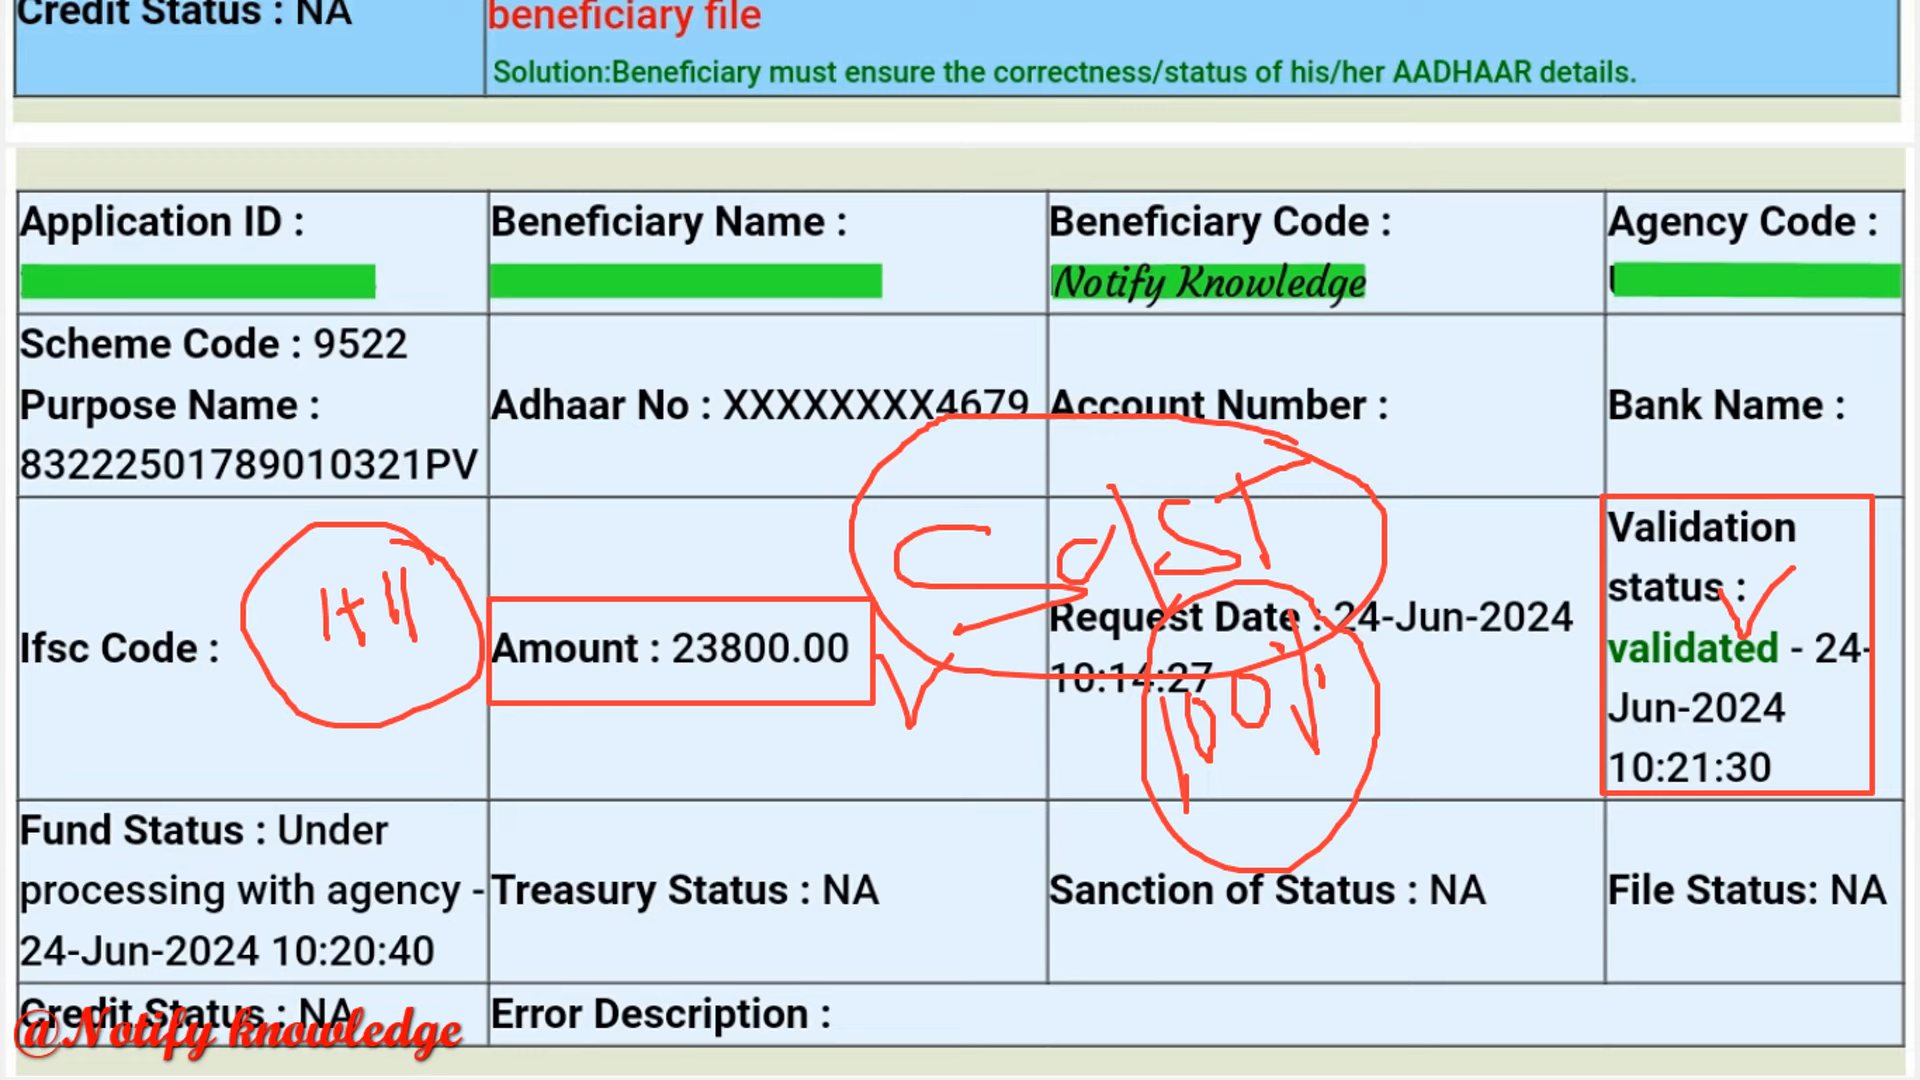 Credit Status : NA
beneficiary file
Solution:Beneficiary must ensure the correctness/status of his/her AADHAAR details.
Application ID :
Beneficiary Name :
Beneficiary Code :
Notify Knowledge
Agency Code :
Scheme Code : 9522
Purpose Name :
83222501789010321PV
Adhaar No : XXXXXXXX4679
Account Number :
Bank Name :
Ifsc Code :
Amount : 23800.00
Request Date : 24-Jun-2024
10:14:27
Validation
status :
validated - 24-
Jun-2024
10:21:30
Fund Status : Under
processing with agency -
24-Jun-2024 10:20:40
Treasury Status : NA
Sanction of Status : NA
File Status: NA
Credit Status : NA
Error Description :
@Notify knowledge